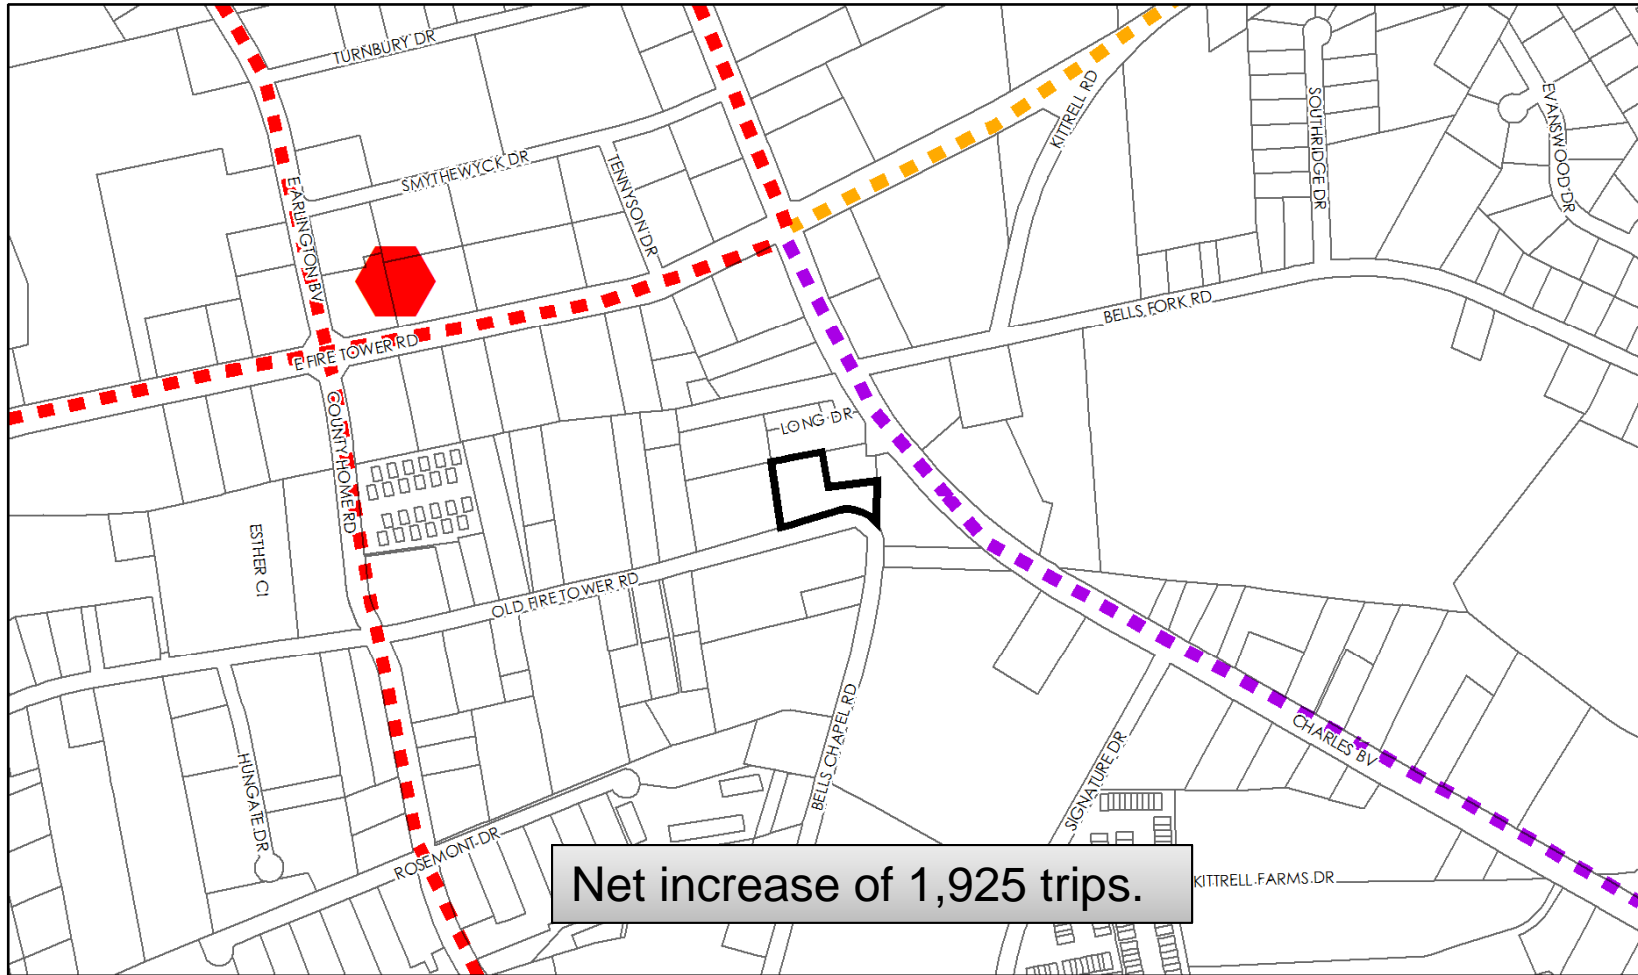 TURNBURY DR
KITTRELL RD
SOUTHRIDGE DR
EVANSWOOD DR
SMYTHEWYCK DR
TENNYSON DR
E ARLINGTON BV
BELLS FORK RD
E FIRE TOWER RD
COUNTY HOME RD
LONG DR
ESTHER CI
OLD FIRE TOWER RD
BELLS CHAPEL RD
CHARLES BV
SIGNATURE DR
HUNGATE DR
ROSEMONT DR
KITTRELL FARMS DR
Net increase of 1,925 trips.